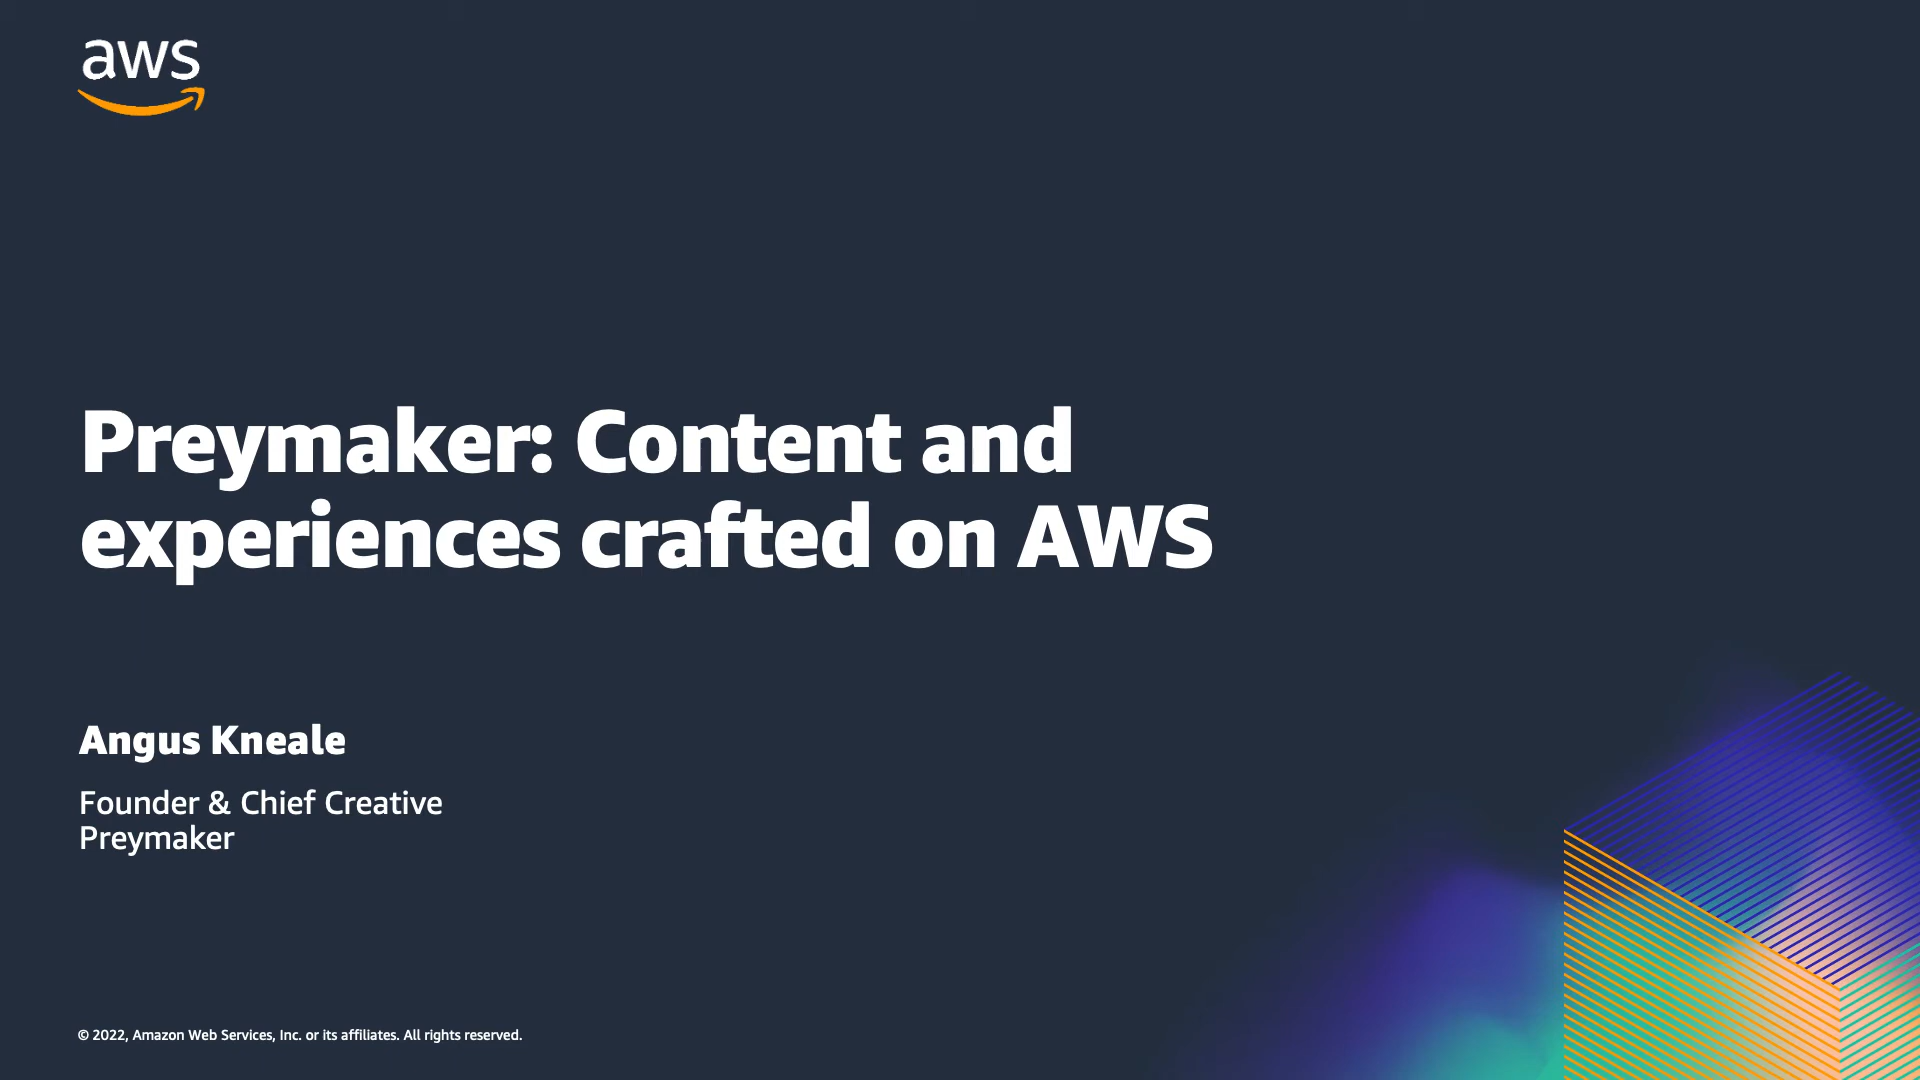 aws
Preymaker: Content and
experiences crafted on AWS
Angus Kneale
Founder & Chief Creative
Preymaker
© 2022, Amazon Web Services, Inc. or its affiliates. All rights reserved.